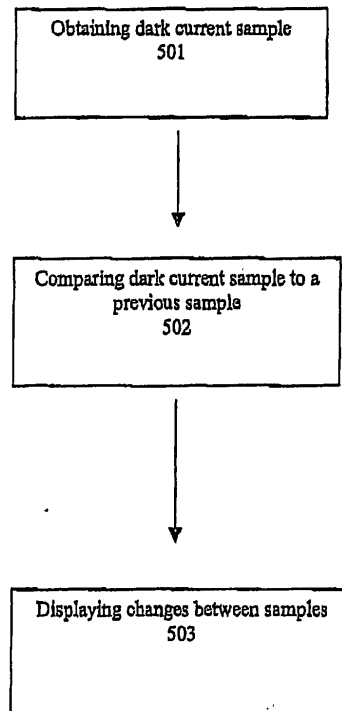 Obtaining dark current sample
501
Comparing dark current sample to a
previous sample
502
Displaying changes between samples
503